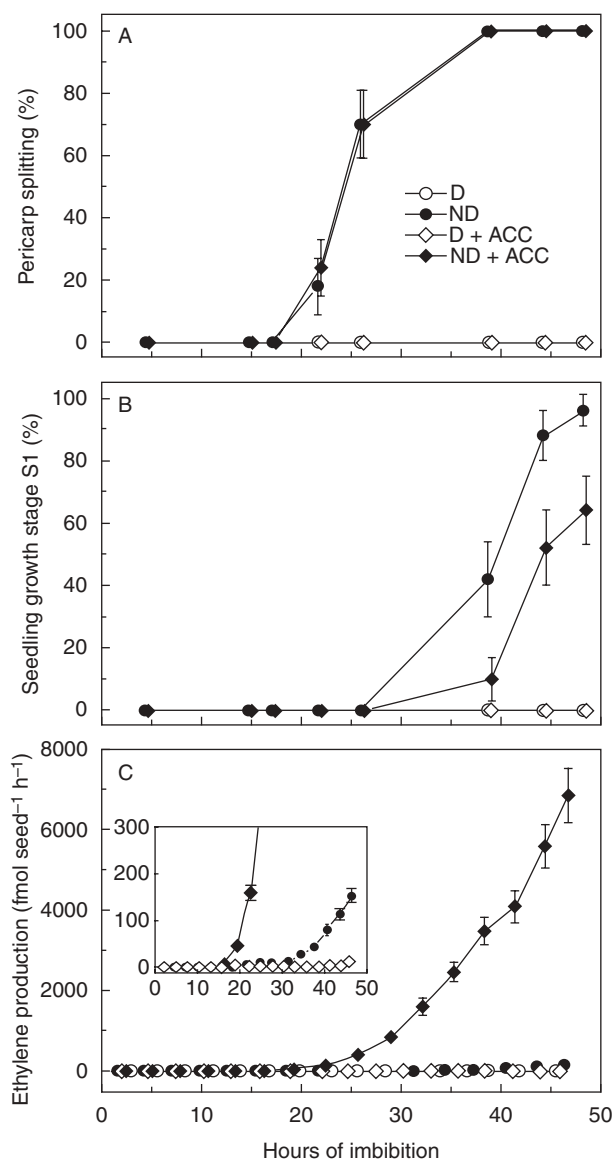 A
100
80
60
40
20
0
Pericarp splitting (%)
D
ND
D + ACC
ND + ACC
B
100
80
60
40
20
0
Seedling growth stage S1 (%)
C
8000
6000
4000
2000
0
Ethylene production (fmol seed⁻¹ h⁻¹)
300
200
100
0
0 10 20 30 40 50
0 10 20 30 40 50
Hours of imbibition